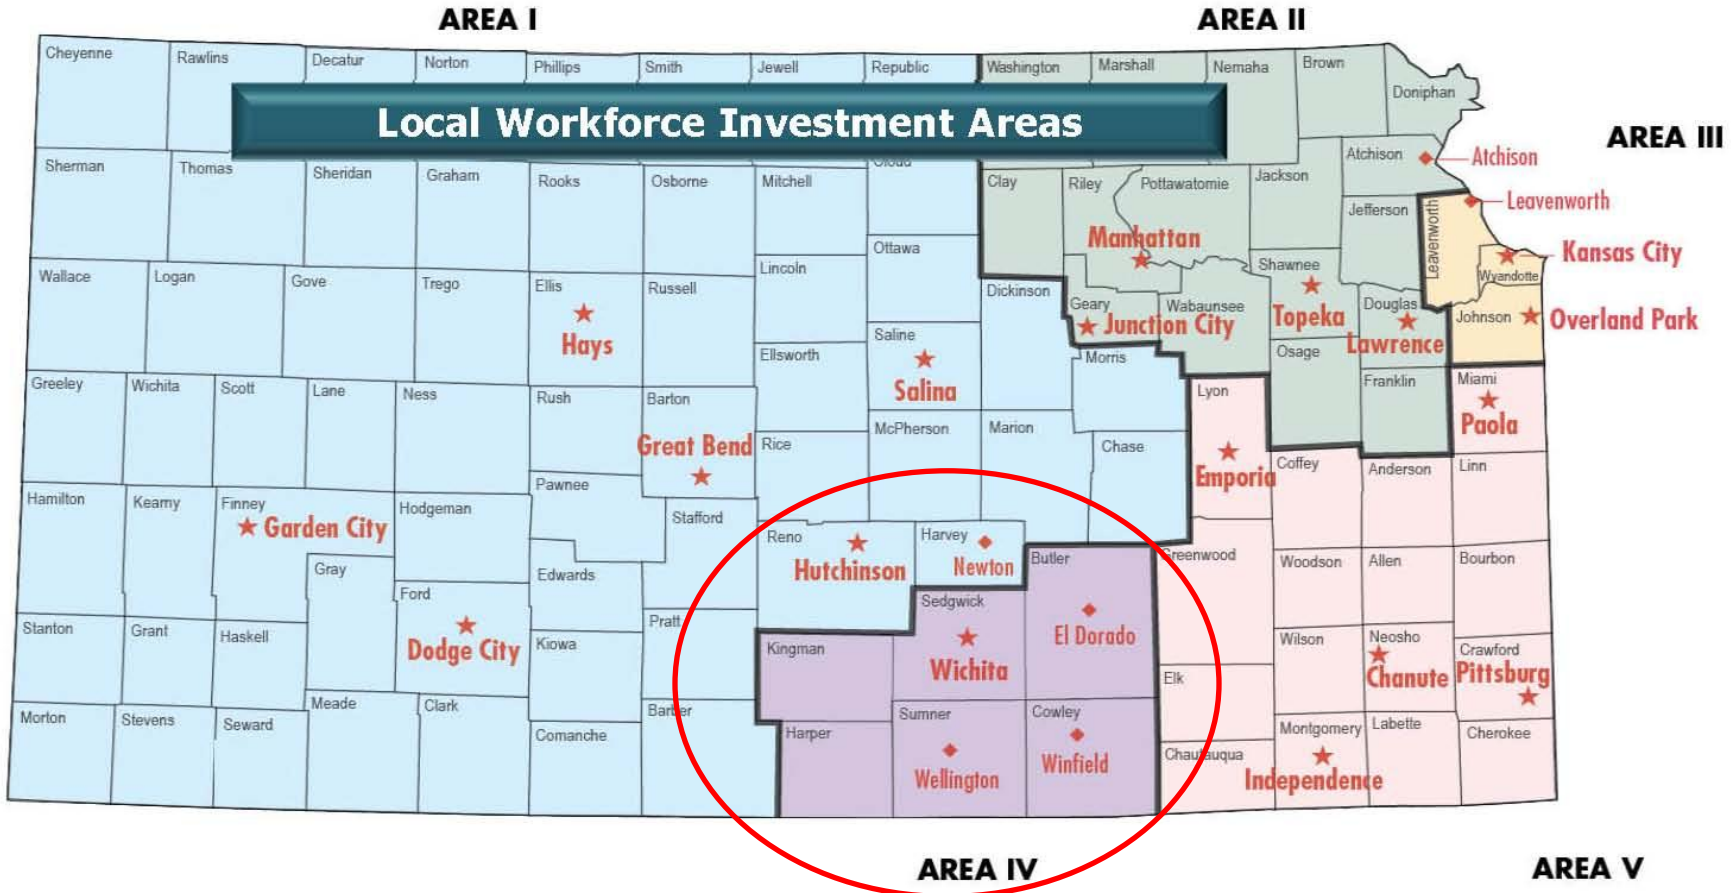 AREA I
AREA II
Cheyenne
Rawlins
Decatur
Norton
Phillips
Smith
Jewell
Republic
Washington
Marshall
Nemaha
Brown
Doniphan
Local Workforce Investment Areas
AREA III
Sherman
Thomas
Sheridan
Graham
Rooks
Osborne
Mitchell
Cloud
Clay
Riley
Pottawatomie
Jackson
Atchison
Atchison
Jefferson
Leavenworth
Leavenworth
Manhattan
Kansas City
Wyandotte
Wallace
Logan
Gove
Trego
Ellis
Russell
Lincoln
Ottawa
Dickinson
Geary
Wabaunsee
Shawnee
Douglas
Johnson
Overland Park
Hays
Junction City
Topeka
Lawrence
Ellsworth
Saline
Salina
Morris
Osage
Franklin
Miami
Paola
Greeley
Wichita
Scott
Lane
Ness
Rush
Barton
Great Bend
Rice
McPherson
Marion
Chase
Lyon
Emporia
Coffey
Anderson
Linn
Hamilton
Kearny
Finney
Garden City
Hodgeman
Pawnee
Stafford
Reno
Hutchinson
Harvey
Newton
Butler
Greenwood
Woodson
Allen
Bourbon
Gray
Ford
Dodge City
Edwards
Sedgwick
Wichita
El Dorado
Stanton
Grant
Haskell
Kiowa
Pratt
Kingman
Elk
Wilson
Neosho
Chanute
Crawford
Pittsburg
Morton
Stevens
Seward
Meade
Clark
Comanche
Barber
Harper
Sumner
Wellington
Cowley
Winfield
Chautauqua
Montgomery
Independence
Labette
Cherokee
AREA IV
AREA V